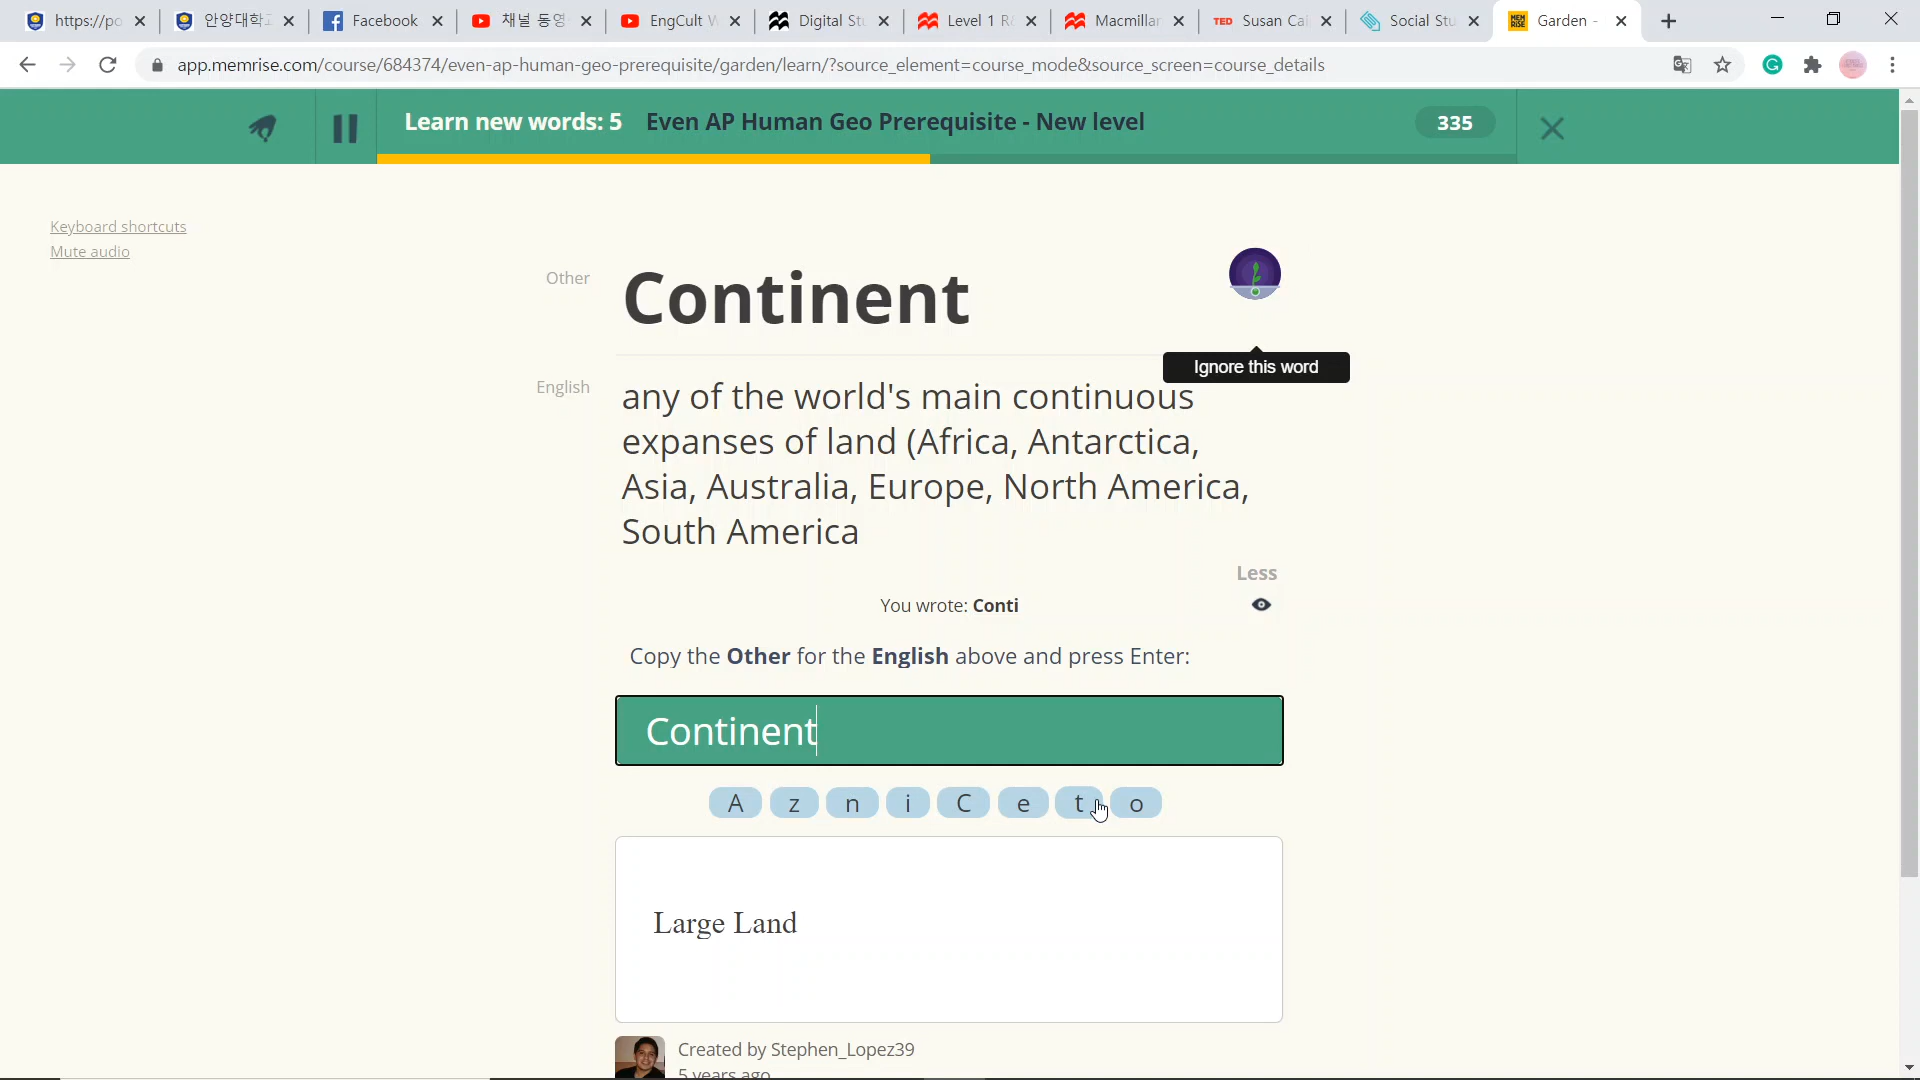 https://po
안양대학교
Facebook
채널 동영
EngCult
Digital Stu
Level 1 R
Macmillan
TED Susan Cai
Social Stu
Garden -
app.memrise.com/course/684374/even-ap-human-geo-prerequisite/garden/learn/?source_element=course_mode&source_screen=course_details
Learn new words: 5 Even AP Human Geo Prerequisite - New level 335
Keyboard shortcuts
Mute audio
Other Continent
Ignore this word
English any of the world's main continuous
expanses of land (Africa, Antarctica,
Asia, Australia, Europe, North America,
South America
Less
You wrote: Conti
Copy the Other for the English above and press Enter:
Continent
A z n i C e t o
Large Land
Created by Stephen_Lopez39
5 years ago